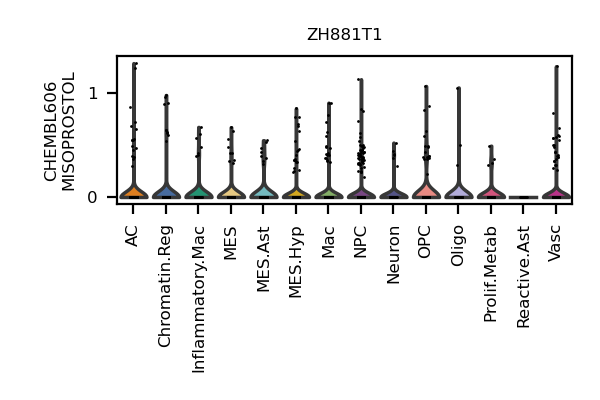 ZH881T1
CHEMBL606
MISOPROSTOL
1
0
AC
Chromatin.Reg
Inflammatory.Mac
MES
MES.Ast
MES.Hyp
Mac
NPC
Neuron
OPC
Oligo
Prolif.Metab
Reactive.Ast
Vasc